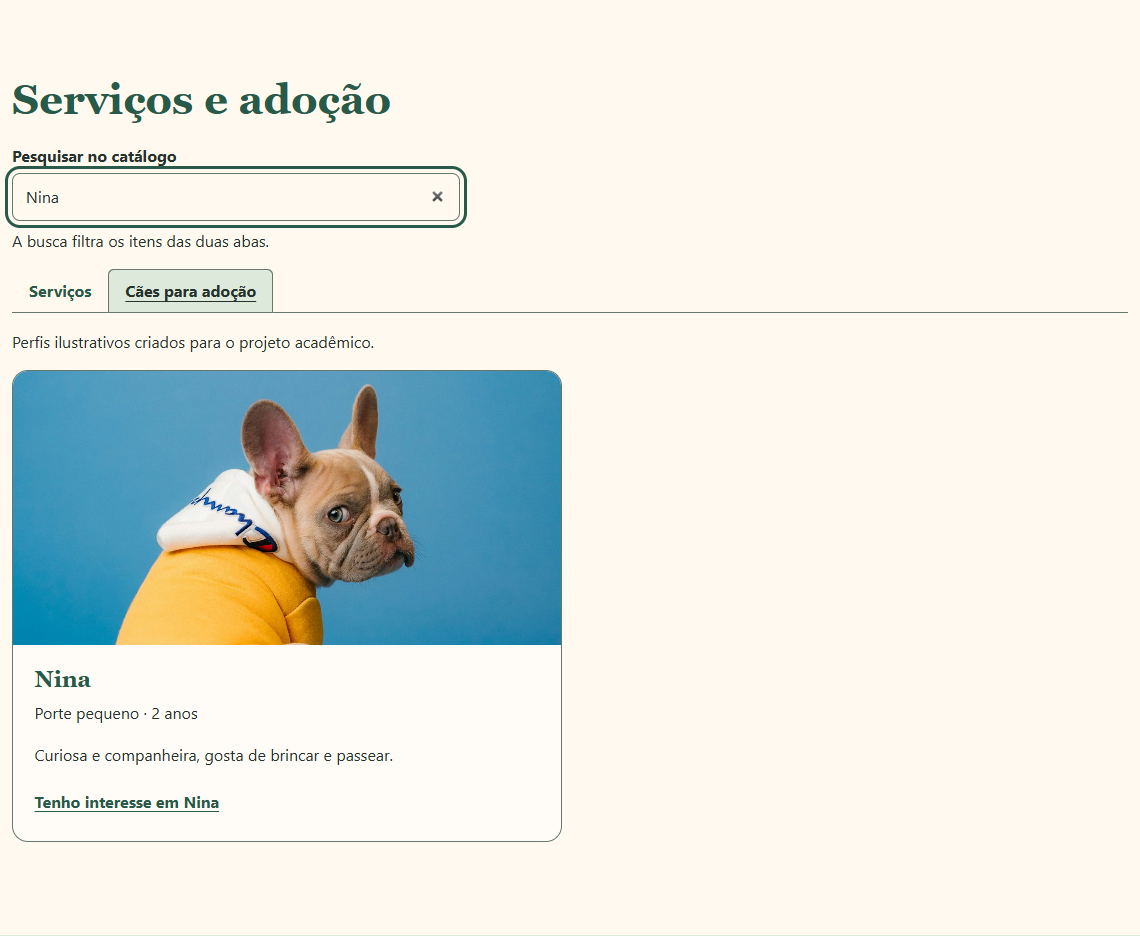 Serviços e adoção
Pesquisar no catálogo
Nina
A busca filtra os itens das duas abas.
Serviços
Cães para adoção
Perfis ilustrativos criados para o projeto acadêmico.
Champion
Nina
Porte pequeno · 2 anos
Curiosa e companheira, gosta de brincar e passear.
Tenho interesse em Nina